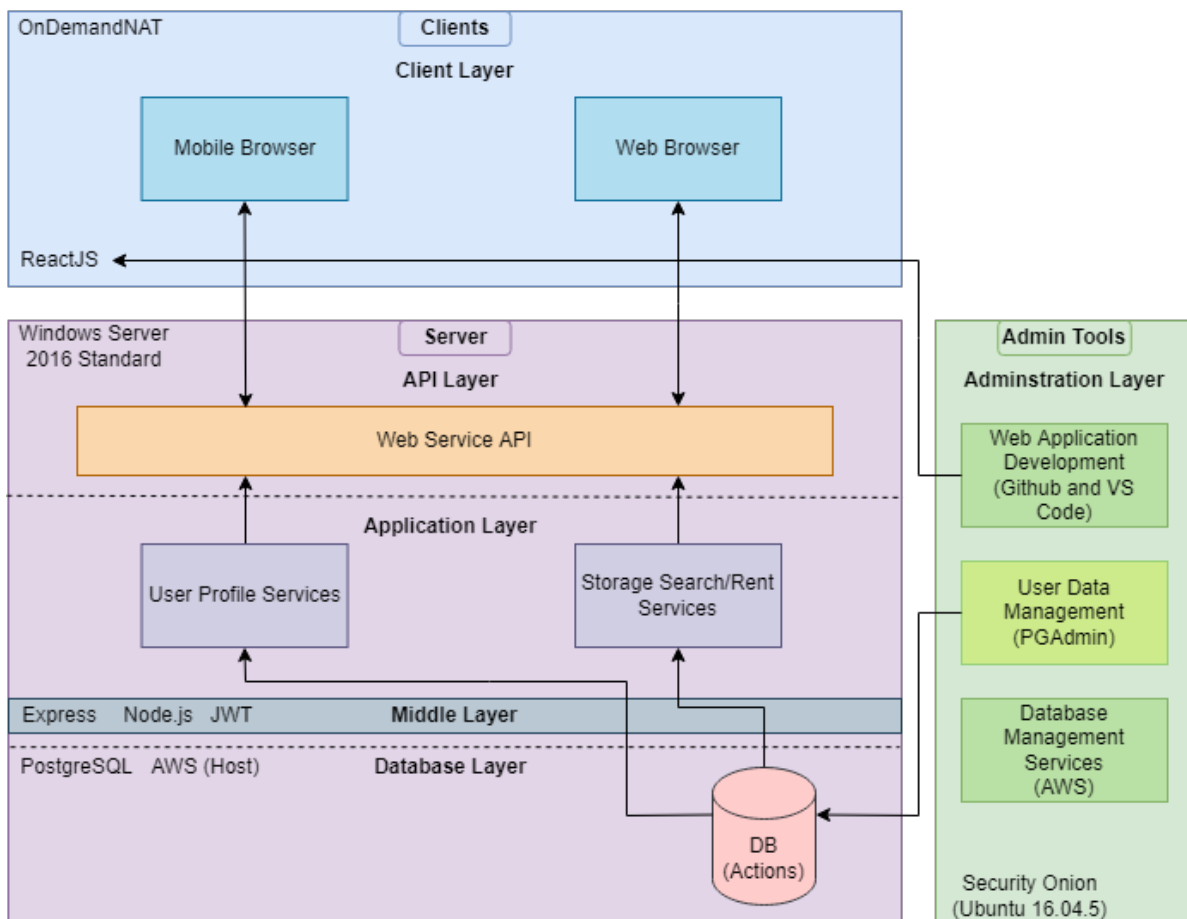 OnDemandNAT
Clients
Client Layer
Mobile Browser
Web Browser
ReactJS
Windows Server
2016 Standard
Server
API Layer
Web Service API
Application Layer
User Profile Services
Storage Search/Rent
Services
Express Node.js JWT
Middle Layer
PostgreSQL AWS (Host)
Database Layer
DB
(Actions)
Admin Tools
Adminstration Layer
Web Application
Development
(Github and VS
Code)
User Data
Management
(PGAdmin)
Database
Management
Services
(AWS)
Security Onion
(Ubuntu 16.04.5)